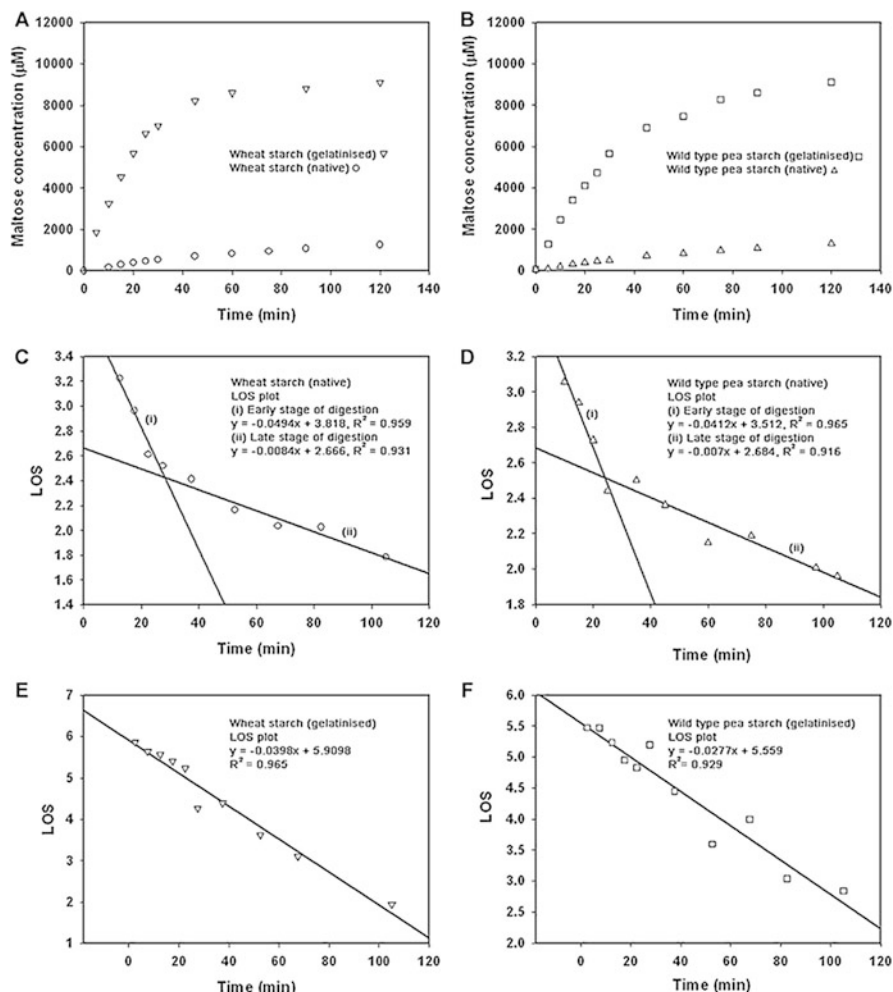 A
12000
10000
8000
6000
4000
2000
0
Maltose concentration (µM)
Wheat starch (gelatinised)
Wheat starch (native)
0 20 40 60 80 100 120 140
Time (min)
B
12000
10000
8000
6000
4000
2000
0
Maltose concentration (µM)
Wild type pea starch (gelatinised)
Wild type pea starch (native)
0 20 40 60 80 100 120 140
Time (min)
C
3.4
3.2
3.0
2.8
2.6
2.4
2.2
2.0
1.8
1.6
1.4
LOS
Wheat starch (native)
LOS plot
(i) Early stage of digestion
y = -0.0494x + 3.818, R² = 0.959
(ii) Late stage of digestion
y = -0.0084x + 2.666, R² = 0.931
(i)
(ii)
0 20 40 60 80 100 120
Time (min)
D
3.2
3.0
2.8
2.6
2.4
2.2
2.0
1.8
LOS
Wild type pea starch (native)
LOS plot
(i) Early stage of digestion
y = -0.0412x + 3.512, R² = 0.965
(ii) Late stage of digestion
y = -0.007x + 2.684, R² = 0.916
(i)
(ii)
0 20 40 60 80 100 120
Time (min)
E
7
6
5
4
3
2
1
LOS
Wheat starch (gelatinised)
LOS plot
y = -0.0398x + 5.9098
R² = 0.965
0 20 40 60 80 100 120
Time (min)
F
6.0
5.5
5.0
4.5
4.0
3.5
3.0
2.5
2.0
LOS
Wild type pea starch (gelatinised)
LOS plot
y = -0.0277x + 5.559
R² = 0.929
0 20 40 60 80 100 120
Time (min)